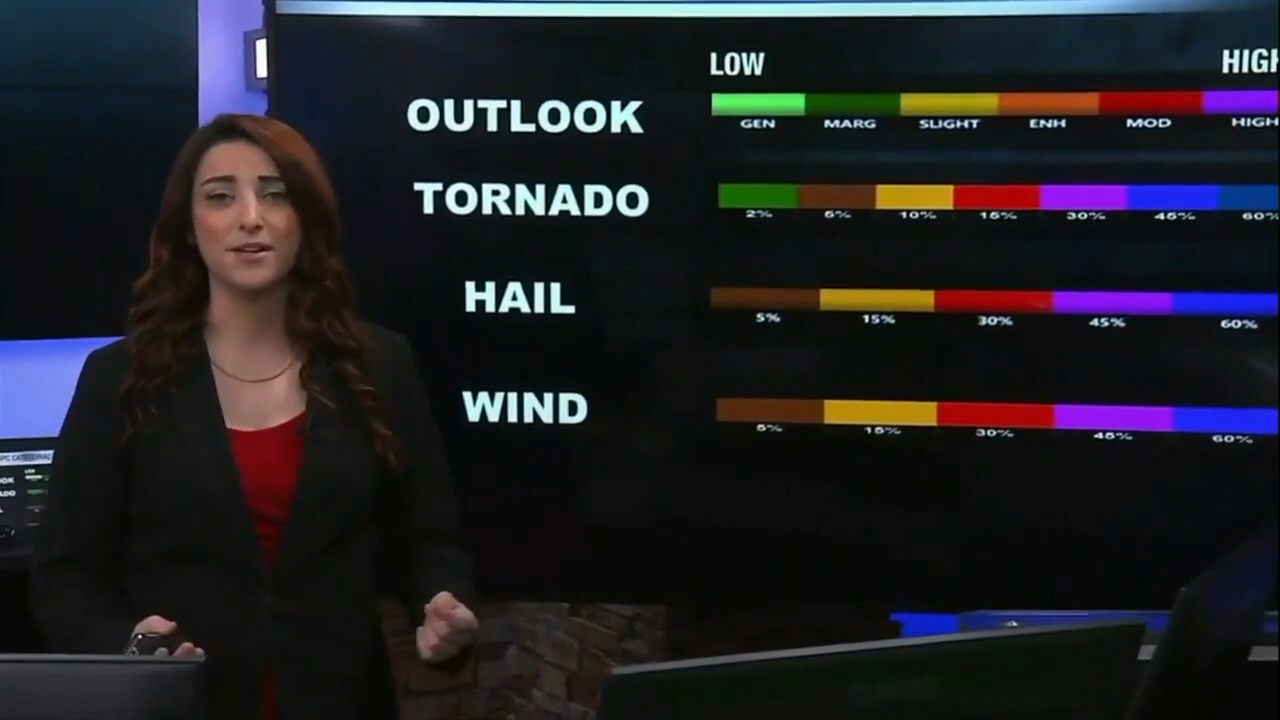 LOW HIGH
OUTLOOK
GEN MARG SLIGHT ENH MOD HIGH
TORNADO
2% 5% 10% 15% 30% 45% 60%
HAIL
5% 15% 30% 45% 60%
WIND
5% 15% 30% 45% 60%